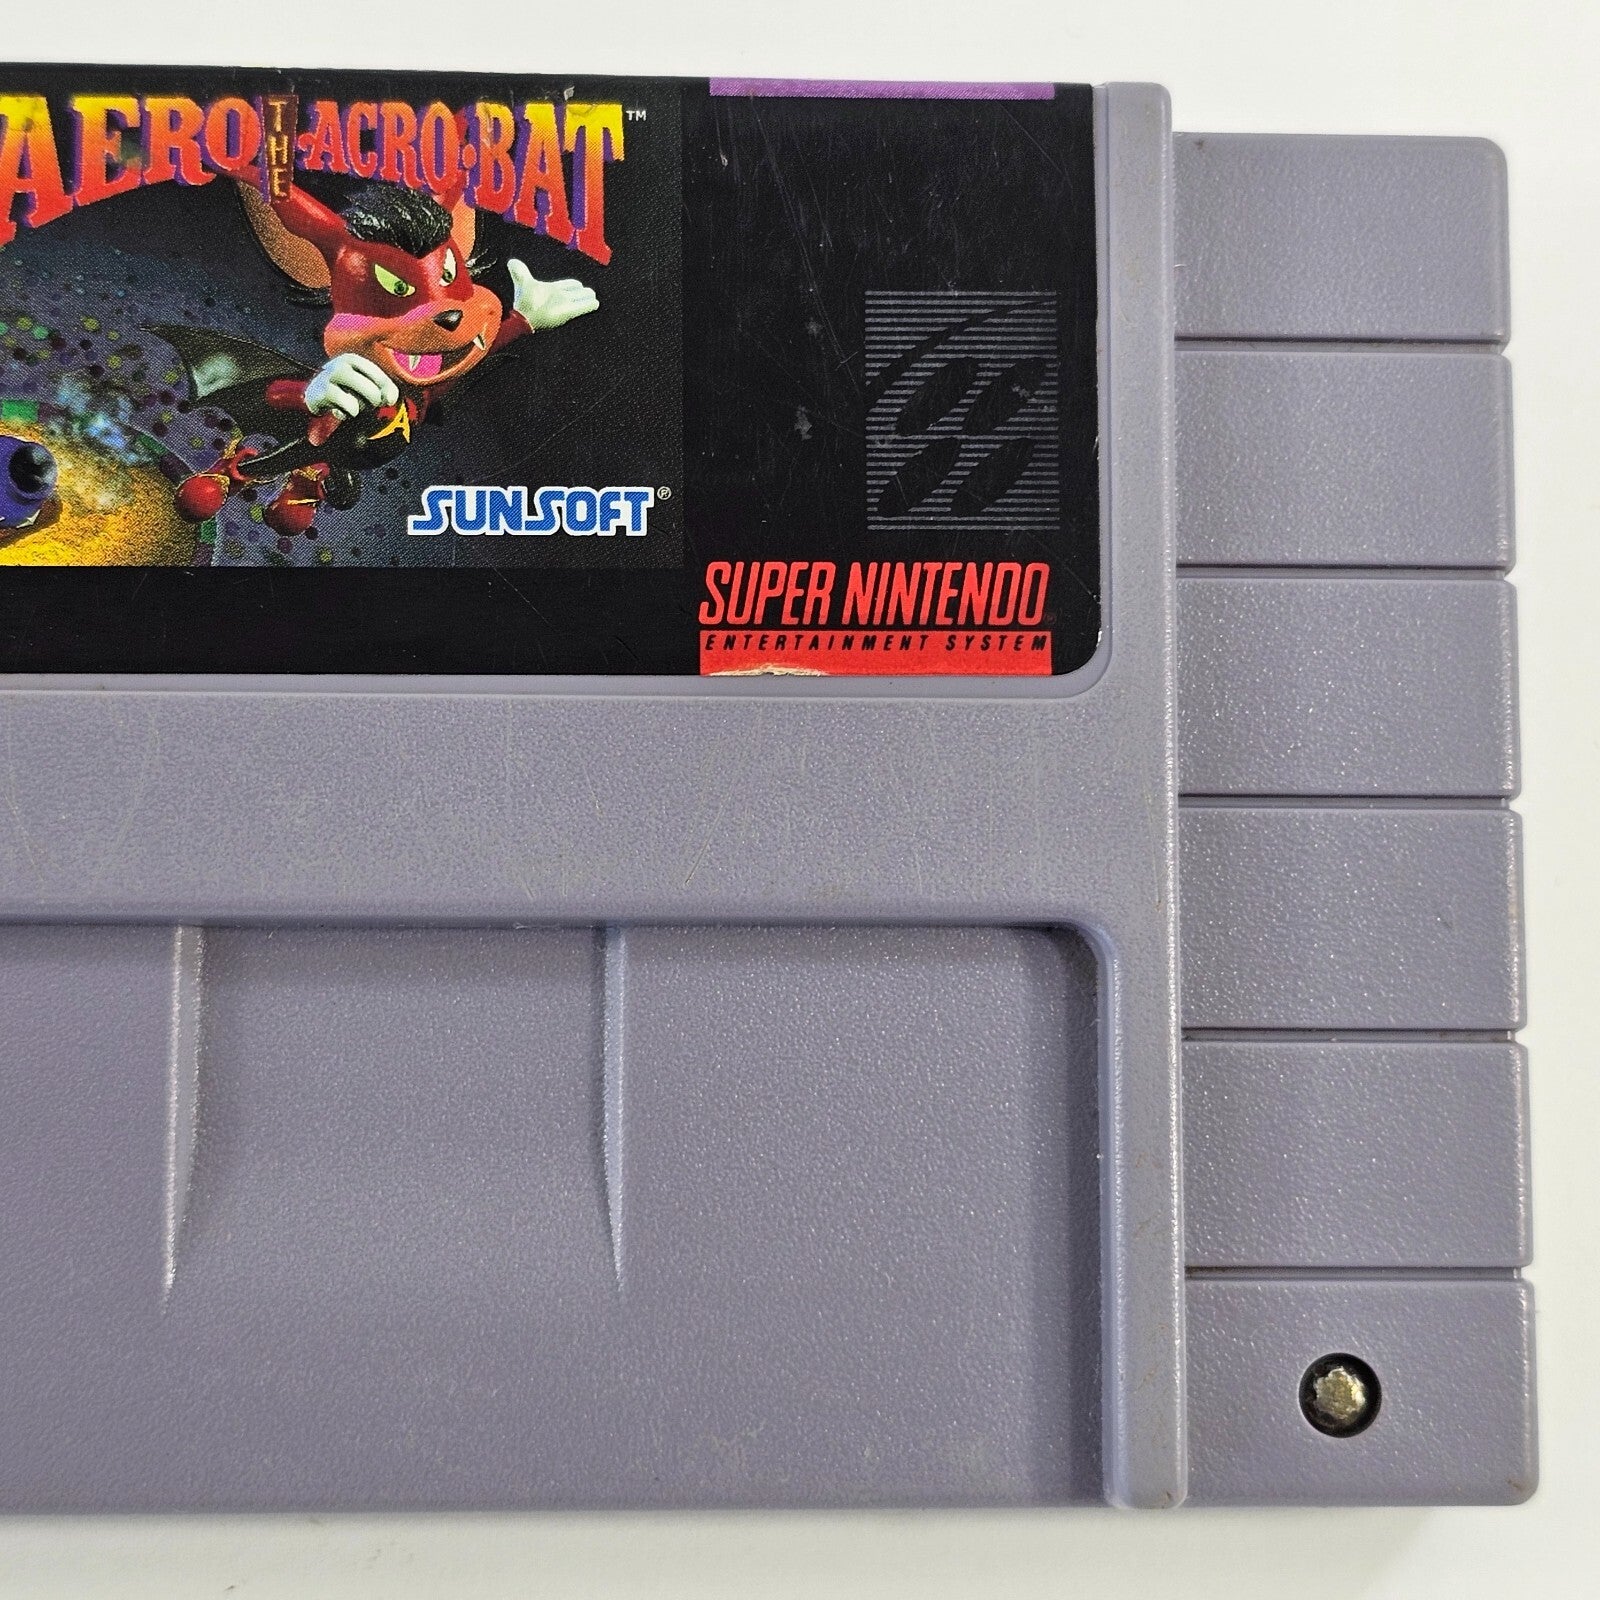 AERO THE ACRO·BAT™
A
SUNSOFT®
SUPER NINTENDO
ENTERTAINMENT SYSTEM